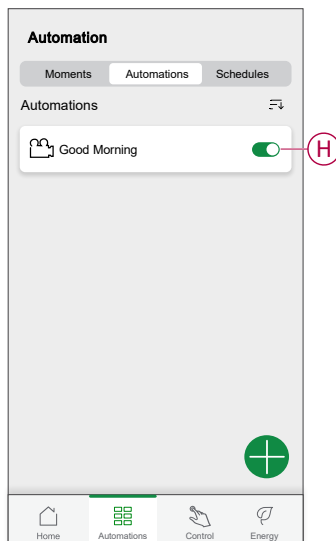 Automation
Moments Automations Schedules
Automations
Good Morning
H
Home Automations Control Energy